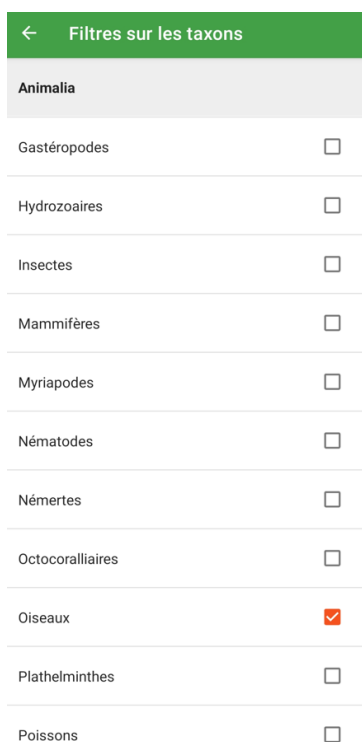 Filtres sur les taxons
Animalia
Gastéropodes
Hydrozoaires
Insectes
Mammifères
Myriapodes
Nématodes
Némertes
Octocoralliaires
Oiseaux
Plathelminthes
Poissons